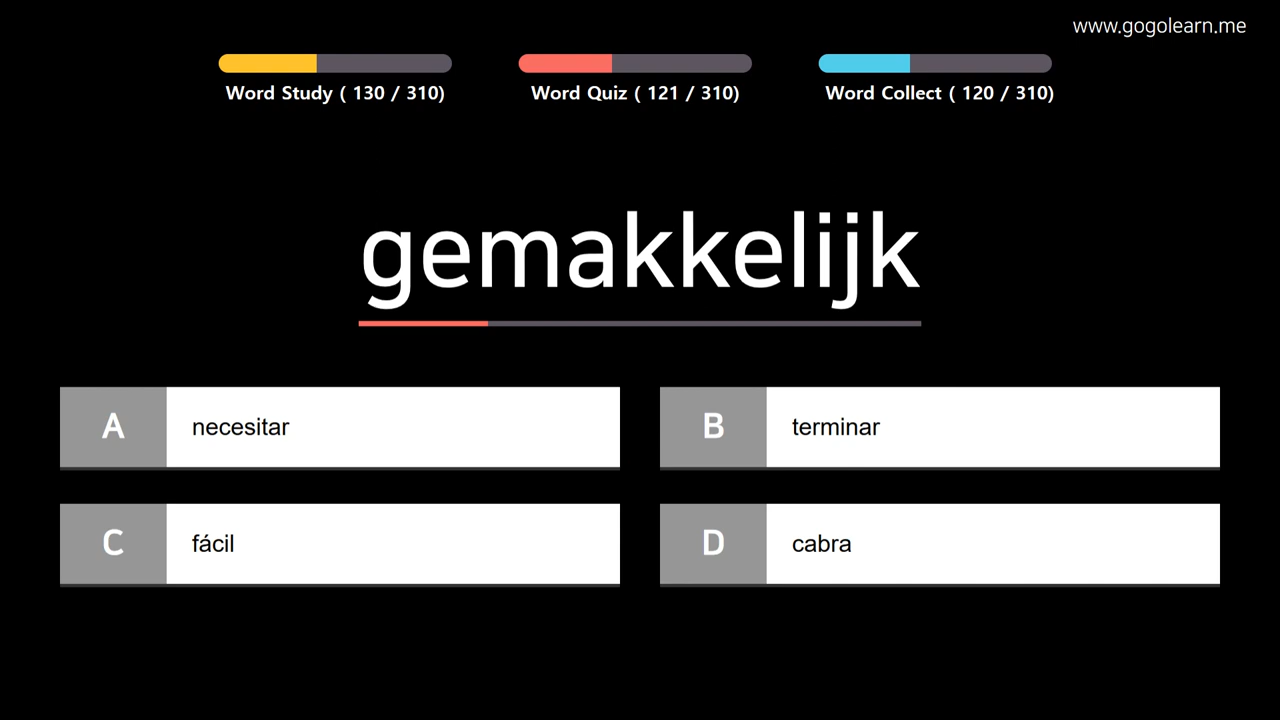 www.gogolearn.me
Word Study ( 130 / 310)
Word Quiz ( 121 / 310)
Word Collect ( 120 / 310)
gemakkelijk
A necesitar
B terminar
C fácil
D cabra